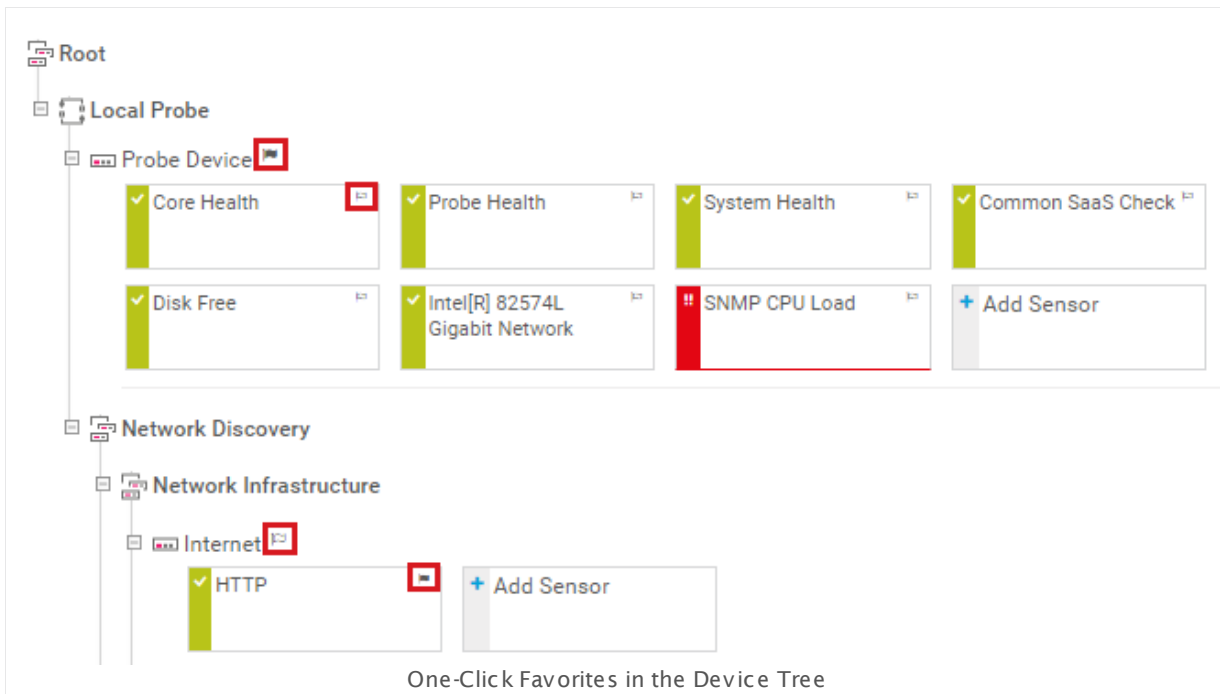 Root
Local Probe
Probe Device
Core Health
Probe Health
System Health
Common SaaS Check
Disk Free
Intel[R] 82574L
Gigabit Network
SNMP CPU Load
Add Sensor
Network Discovery
Network Infrastructure
Internet
HTTP
Add Sensor
One-Click Favorites in the Device Tree